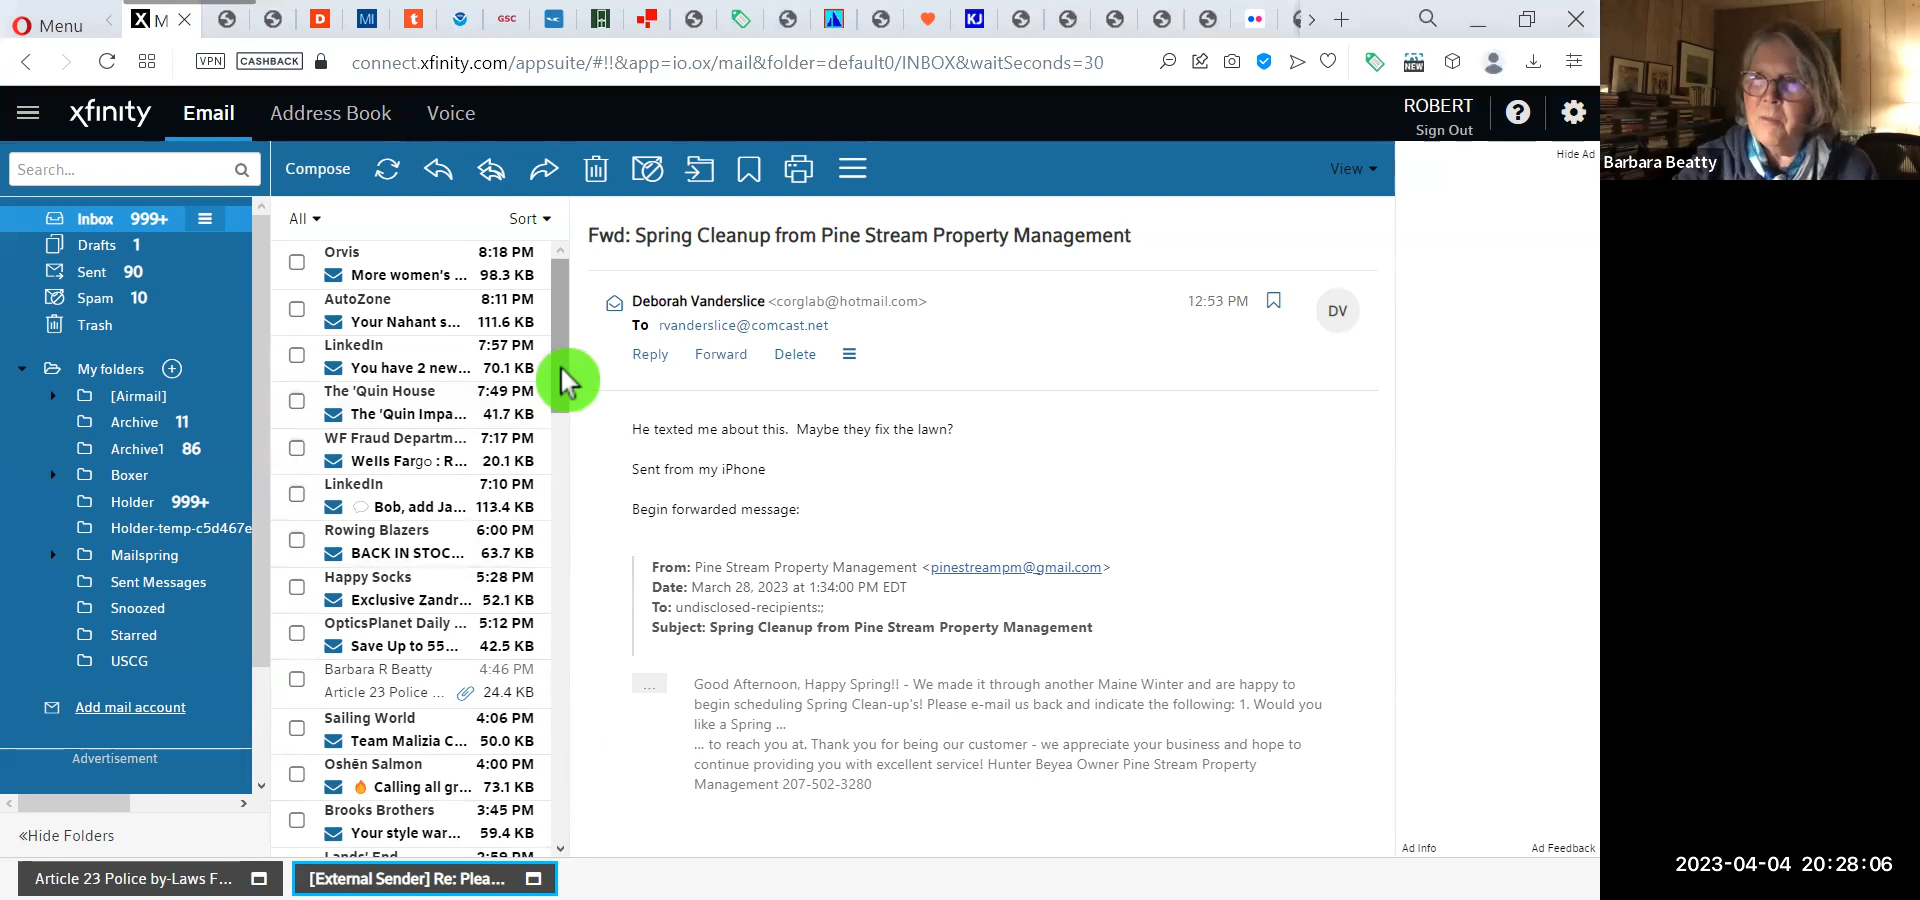 Menu
M
D
MI
t
GSC
KJ
VPN
CASHBACK
connect.xfinity.com/appsuite/#!!&app=io.ox/mail&folder=default0/INBOX&waitSeconds=30
NEW
xfinity
Email
Address Book
Voice
ROBERT
Sign Out
?
Search...
Compose
View
Hide Ad
Barbara Beatty
Inbox 999+
Drafts 1
Sent 90
Spam 10
Trash
My folders
[Airmail]
Archive 11
Archive1 86
Boxer
Holder 999+
Holder-temp-c5d467e
Mailspring
Sent Messages
Snoozed
Starred
USCG
Add mail account
Advertisement
«Hide Folders
All
Sort
Orvis 8:18 PM
More women's ... 98.3 KB
AutoZone 8:11 PM
Your Nahant s... 111.6 KB
LinkedIn 7:57 PM
You have 2 new... 70.1 KB
The 'Quin House 7:49 PM
The 'Quin Impa... 41.7 KB
WF Fraud Departm... 7:17 PM
Wells Fargo : R... 20.1 KB
LinkedIn 7:10 PM
Bob, add Ja... 113.4 KB
Rowing Blazers 6:00 PM
BACK IN STOC... 63.7 KB
Happy Socks 5:28 PM
Exclusive Zandr... 52.1 KB
OpticsPlanet Daily ... 5:12 PM
Save Up to 55... 42.5 KB
Barbara R Beatty 4:46 PM
Article 23 Police ... 24.4 KB
Sailing World 4:06 PM
Team Malizia C... 50.0 KB
Oshēn Salmon 4:00 PM
Calling all gr... 73.1 KB
Brooks Brothers 3:45 PM
Your style war... 59.4 KB
Lands' End 2:59 PM
Fwd: Spring Cleanup from Pine Stream Property Management
Deborah Vanderslice <corglab@hotmail.com>
12:53 PM
DV
To rvanderslice@comcast.net
Reply Forward Delete
He texted me about this. Maybe they fix the lawn?
Sent from my iPhone
Begin forwarded message:
From: Pine Stream Property Management <pinestreampm@gmail.com>
Date: March 28, 2023 at 1:34:00 PM EDT
To: undisclosed-recipients:;
Subject: Spring Cleanup from Pine Stream Property Management
...
Good Afternoon, Happy Spring!! - We made it through another Maine Winter and are happy to
begin scheduling Spring Clean-up's! Please e-mail us back and indicate the following: 1. Would you
like a Spring ...
... to reach you at. Thank you for being our customer - we appreciate your business and hope to
continue providing you with excellent service! Hunter Beyea Owner Pine Stream Property
Management 207-502-3280
Ad Info
Ad Feedback
Article 23 Police by-Laws F...
[External Sender] Re: Plea...
2023-04-04 20:28:06